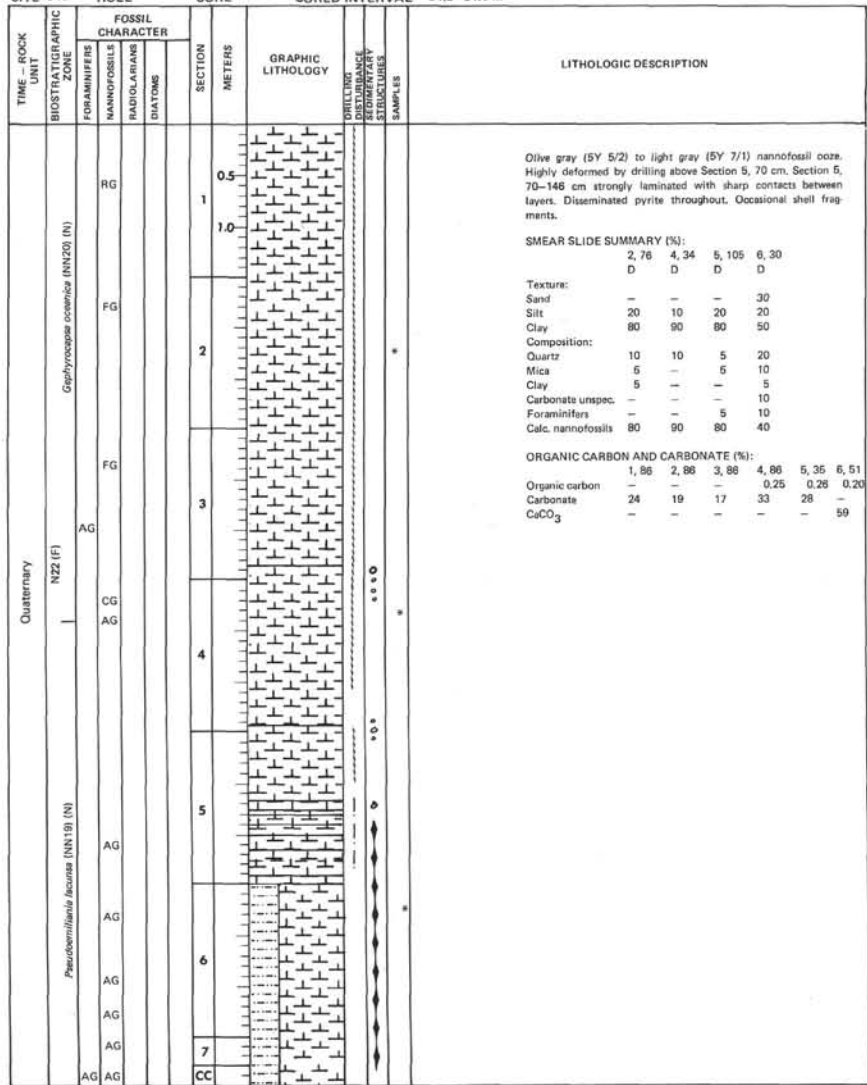 FOSSIL
CHARACTER
TIME – ROCK
UNIT
BIOSTRATIGRAPHIC
ZONE
FORAMINIFERS
NANNOFOSSILS
RADIOLARIANS
DIATOMS
SECTION
METERS
GRAPHIC
LITHOLOGY
DRILLING
DISTURBANCE
SEDIMENTARY
STRUCTURES
SAMPLES
LITHOLOGIC DESCRIPTION
Quaternary
Gephyrocapsa oceanica (NN20) (N)
N22 (F)
Pseudoemiliania lacunsa (NN19) (N)
RG
FG
FG
AG
CG
AG
AG
AG
AG
AG
AG
AG AG
1
0.5
1.0
2
*
3
4
*
5
6
*
7
CC
Olive gray (5Y 5/2) to light gray (5Y 7/1) nannofossil ooze.
Highly deformed by drilling above Section 5, 70 cm. Section 5,
70–146 cm strongly laminated with sharp contacts between
layers. Disseminated pyrite throughout. Occasional shell frag-
ments.
SMEAR SLIDE SUMMARY (%):
2, 76 4, 34 5, 105 6, 30
D D D D
Texture:
Sand – – – 30
Silt 20 10 20 20
Clay 80 90 80 50
Composition:
Quartz 10 10 5 20
Mica 5 – 5 10
Clay 5 – – 5
Carbonate unspec. – – – 10
Foraminifers – – 5 10
Calc. nannofossils 80 90 80 40
ORGANIC CARBON AND CARBONATE (%):
1, 86 2, 86 3, 86 4, 86 5, 35 6, 51
Organic carbon – – – 0.25 0.26 0.20
Carbonate 24 19 17 33 28 –
CaCO3 – – – – – 59